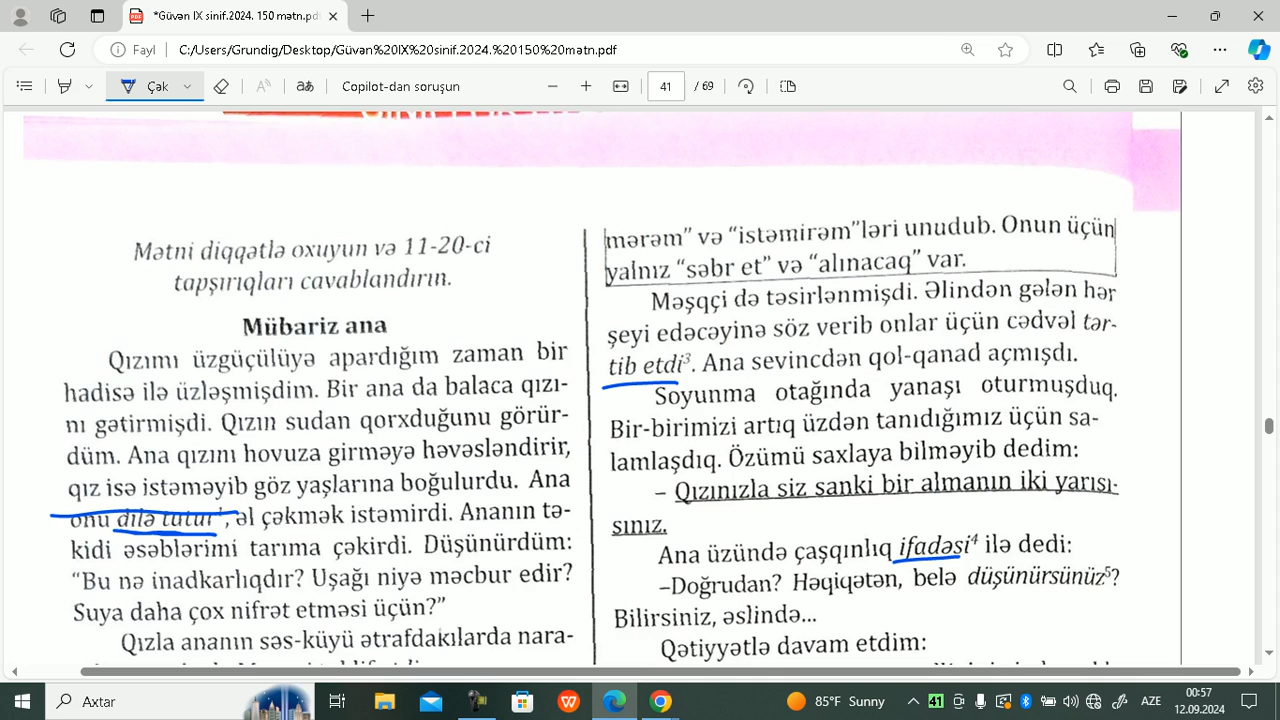 *Güvən IX sinif.2024. 150 mətn.pdf
Fayl
C:/Users/Grundig/Desktop/Güvən%20IX%20sinif.2024.%20150%20mətn.pdf
Çək
aあ
Copilot-dan soruşun
41 / 69
Mətni diqqətlə oxuyun və 11-20-ci
tapşırıqları cavablandırın.
Mübariz ana
Qızımı üzgüçülüyə apardığım zaman bir
hadisə ilə üzləşmişdim. Bir ana da balaca qızı-
nı gətirmişdi. Qızın sudan qorxduğunu görür-
düm. Ana qızını hovuza girməyə həvəsləndirir,
qız isə istəməyib göz yaşlarına boğulurdu. Ana
onu dilə tutur¹, əl çəkmək istəmirdi. Ananın tə-
kidi əsəblərimi tarıma çəkirdi. Düşünürdüm:
“Bu nə inadkarlıqdır? Uşağı niyə məcbur edir?
Suya daha çox nifrət etməsi üçün?”
Qızla ananın səs-küyü ətrafdakılarda nara-
mərəm” və “istəmirəm”ləri unudub. Onun üçün
yalnız “səbr et” və “alınacaq” var.
Məşqçi də təsirlənmişdi. Əlindən gələn hər
şeyi edəcəyinə söz verib onlar üçün cədvəl tər-
tib etdi³. Ana sevincdən qol-qanad açmışdı.
Soyunma otağında yanaşı oturmuşduq.
Bir-birimizi artıq üzdən tanıdığımız üçün sa-
lamlaşdıq. Özümü saxlaya bilməyib dedim:
– Qızınızla siz sanki bir almanın iki yarısı-
sınız.
Ana üzündə çaşqınlıq ifadəsi⁴ ilə dedi:
–Doğrudan? Həqiqətən, belə düşünürsünüz⁵?
Bilirsiniz, əslində...
Qətiyyətlə davam etdim:
Axtar
85°F Sunny
41
AZE
00:57
12.09.2024